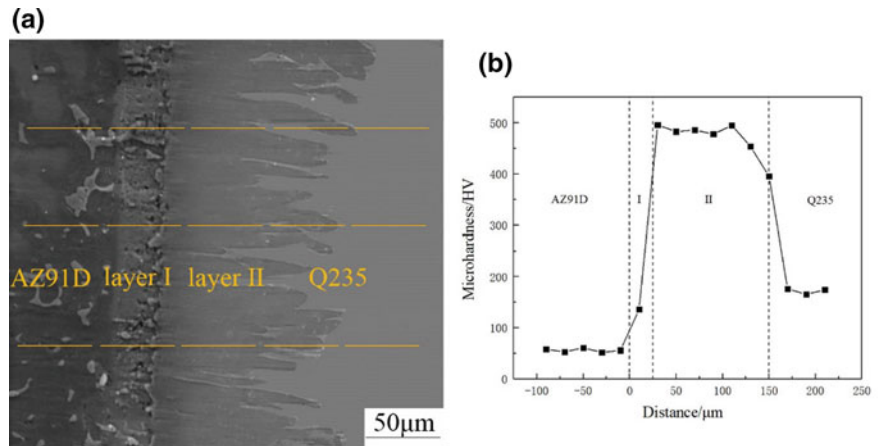 (a)
AZ91D layer I layer II Q235
50μm
(b)
Microhardness/HV
500
400
300
200
100
0
AZ91D
I
II
Q235
-100 -50 0 50 100 150 200 250
Distance/μm